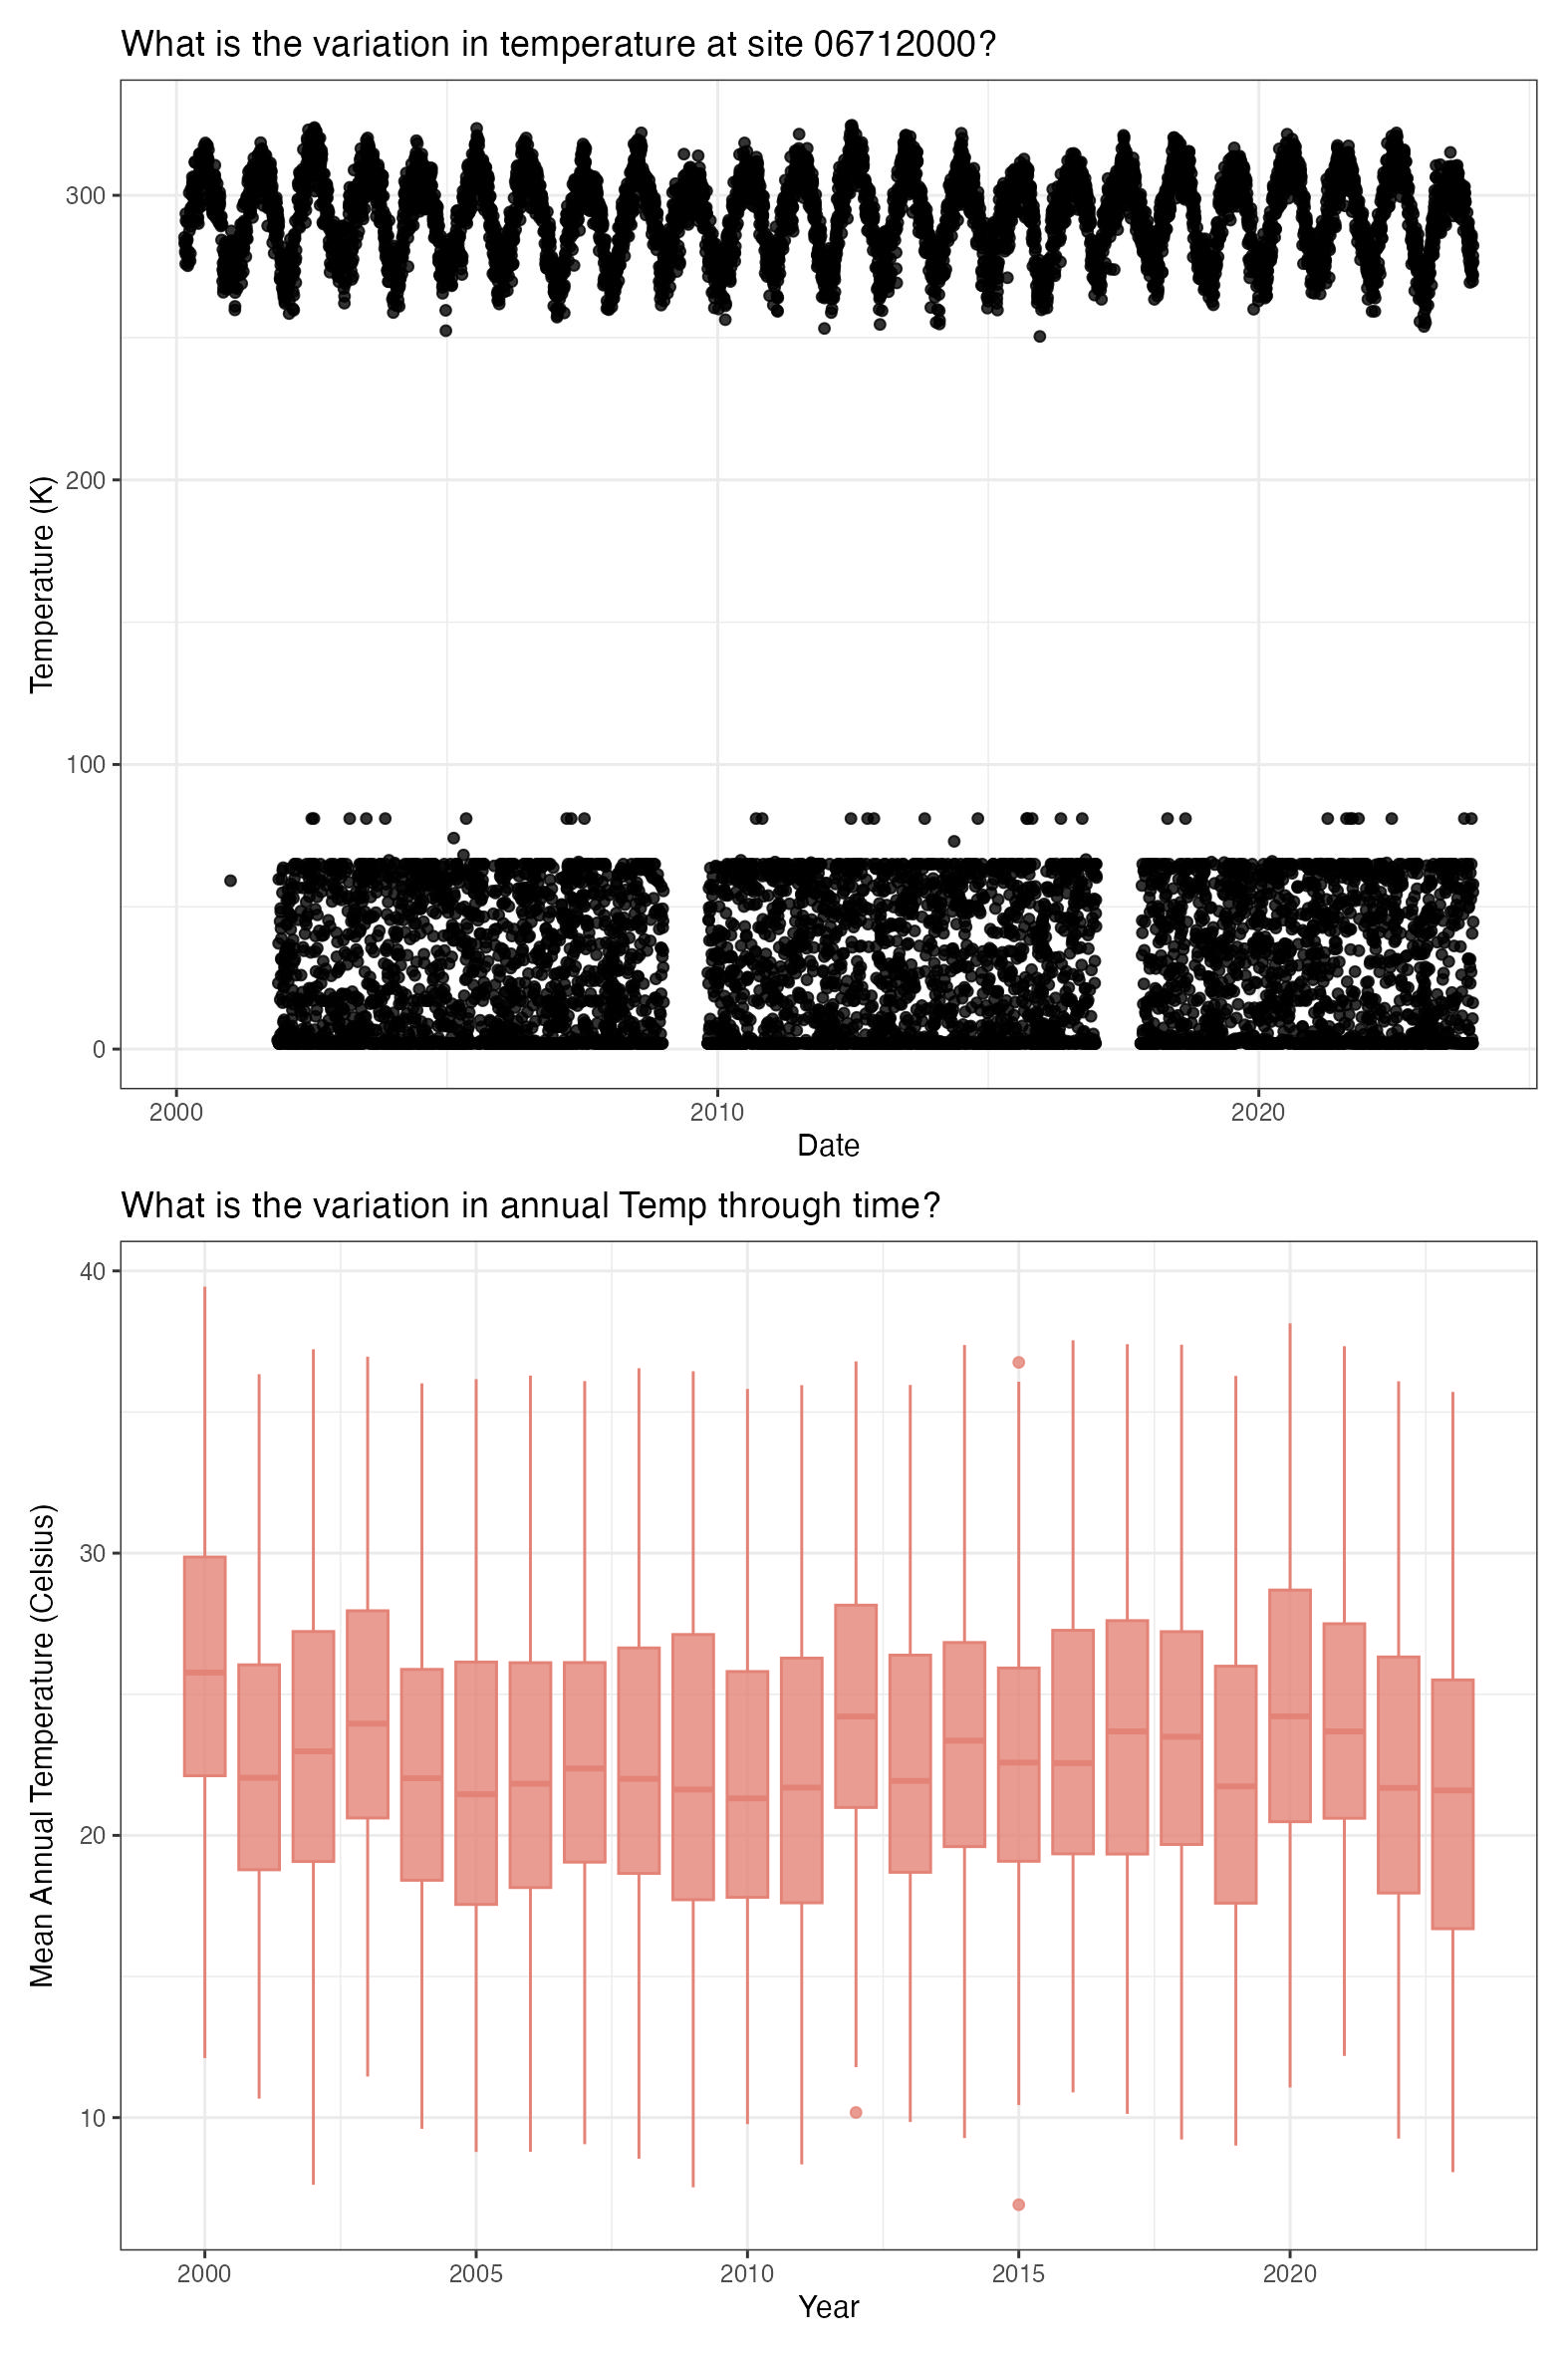 What is the variation in temperature at site 06712000?
Temperature (K)
300
200
100
0
2000 2010 2020
Date
What is the variation in annual Temp through time?
Mean Annual Temperature (Celsius)
40
30
20
10
2000 2005 2010 2015 2020
Year